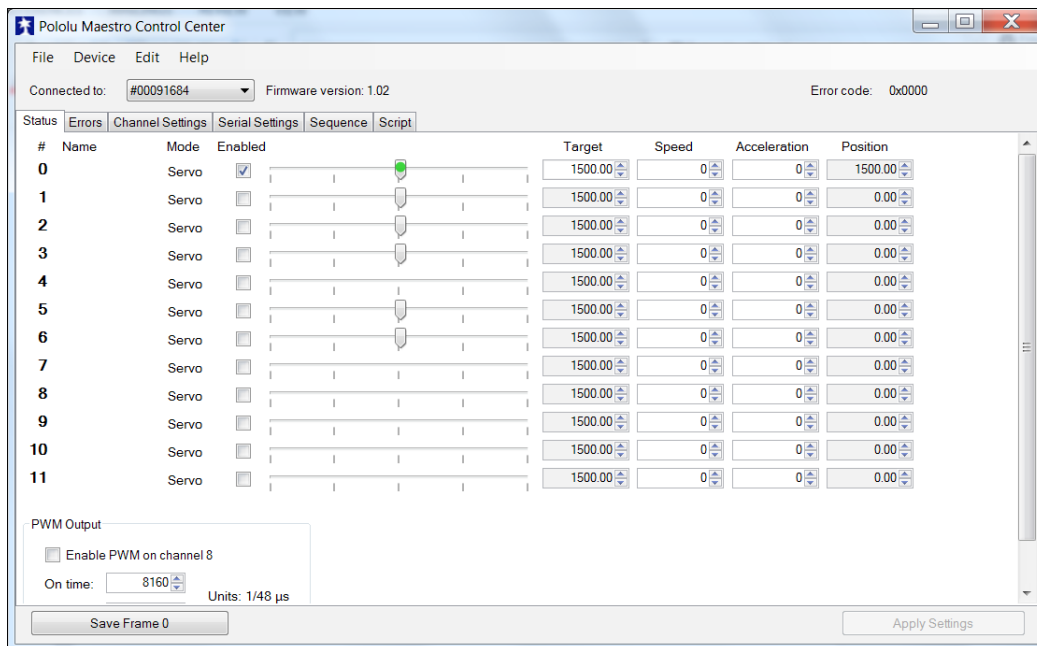 Pololu Maestro Control Center
File Device Edit Help
Connected to: #00091684 Firmware version: 1.02 Error code: 0x0000
Status Errors Channel Settings Serial Settings Sequence Script
# Name Mode Enabled Target Speed Acceleration Position
0 Servo 1500.00 0 0 1500.00
1 Servo 1500.00 0 0 0.00
2 Servo 1500.00 0 0 0.00
3 Servo 1500.00 0 0 0.00
4 Servo 1500.00 0 0 0.00
5 Servo 1500.00 0 0 0.00
6 Servo 1500.00 0 0 0.00
7 Servo 1500.00 0 0 0.00
8 Servo 1500.00 0 0 0.00
9 Servo 1500.00 0 0 0.00
10 Servo 1500.00 0 0 0.00
11 Servo 1500.00 0 0 0.00
PWM Output
Enable PWM on channel 8
On time: 8160
Units: 1/48 µs
Save Frame 0 Apply Settings